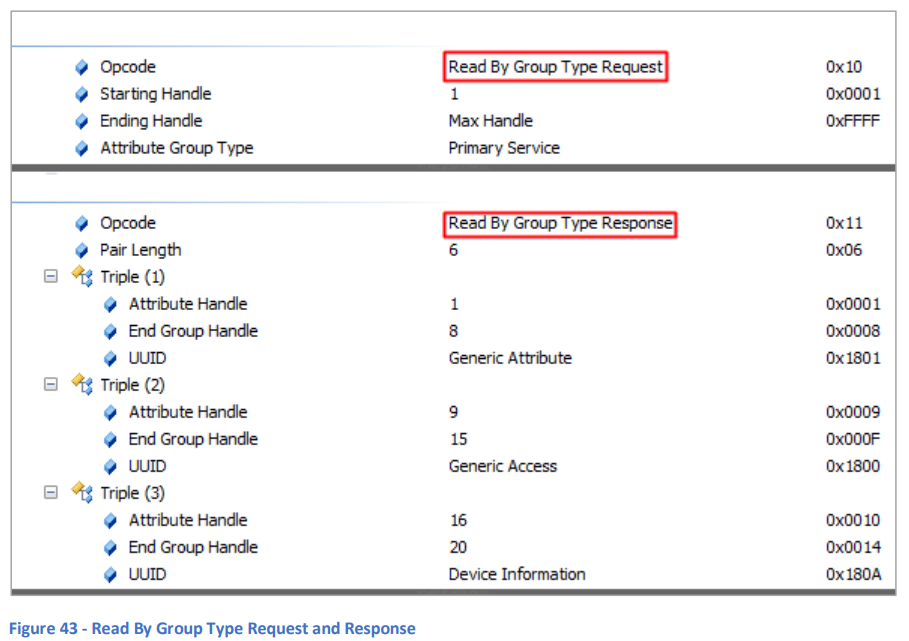 Opcode Read By Group Type Request 0x10
Starting Handle 1 0x0001
Ending Handle Max Handle 0xFFFF
Attribute Group Type Primary Service
Opcode Read By Group Type Response 0x11
Pair Length 6 0x06
Triple (1)
Attribute Handle 1 0x0001
End Group Handle 8 0x0008
UUID Generic Attribute 0x1801
Triple (2)
Attribute Handle 9 0x0009
End Group Handle 15 0x000F
UUID Generic Access 0x1800
Triple (3)
Attribute Handle 16 0x0010
End Group Handle 20 0x0014
UUID Device Information 0x180A
Figure 43 - Read By Group Type Request and Response